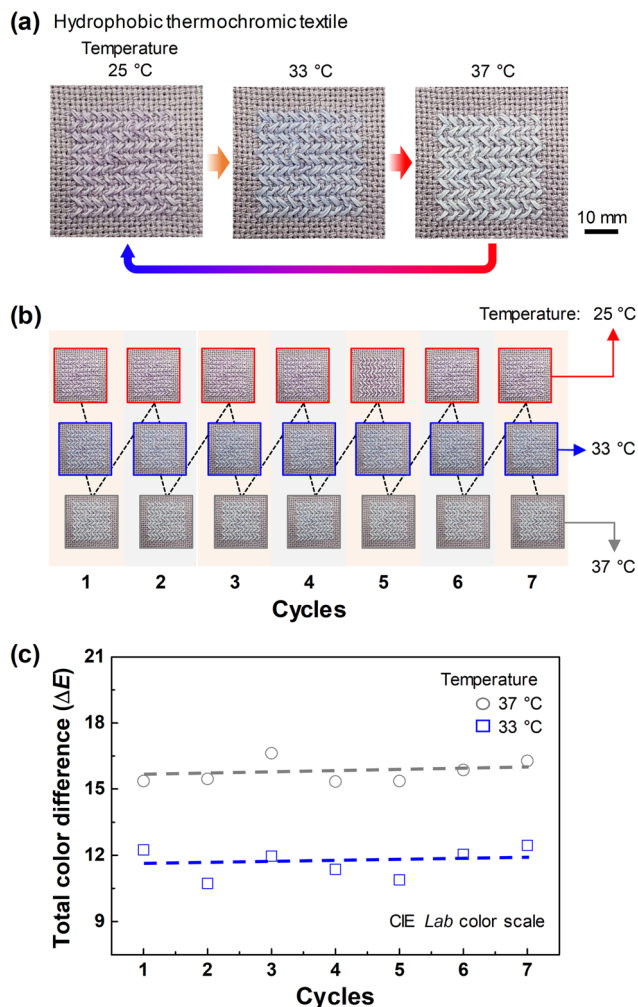 (a) Hydrophobic thermochromic textile
Temperature
25 °C
33 °C
37 °C
10 mm
(b)
Temperature: 25 °C
33 °C
37 °C
1 2 3 4 5 6 7
Cycles
(c)
Total color difference (ΔE)
21
18
15
12
9
Temperature
37 °C
33 °C
CIE Lab color scale
1 2 3 4 5 6 7
Cycles